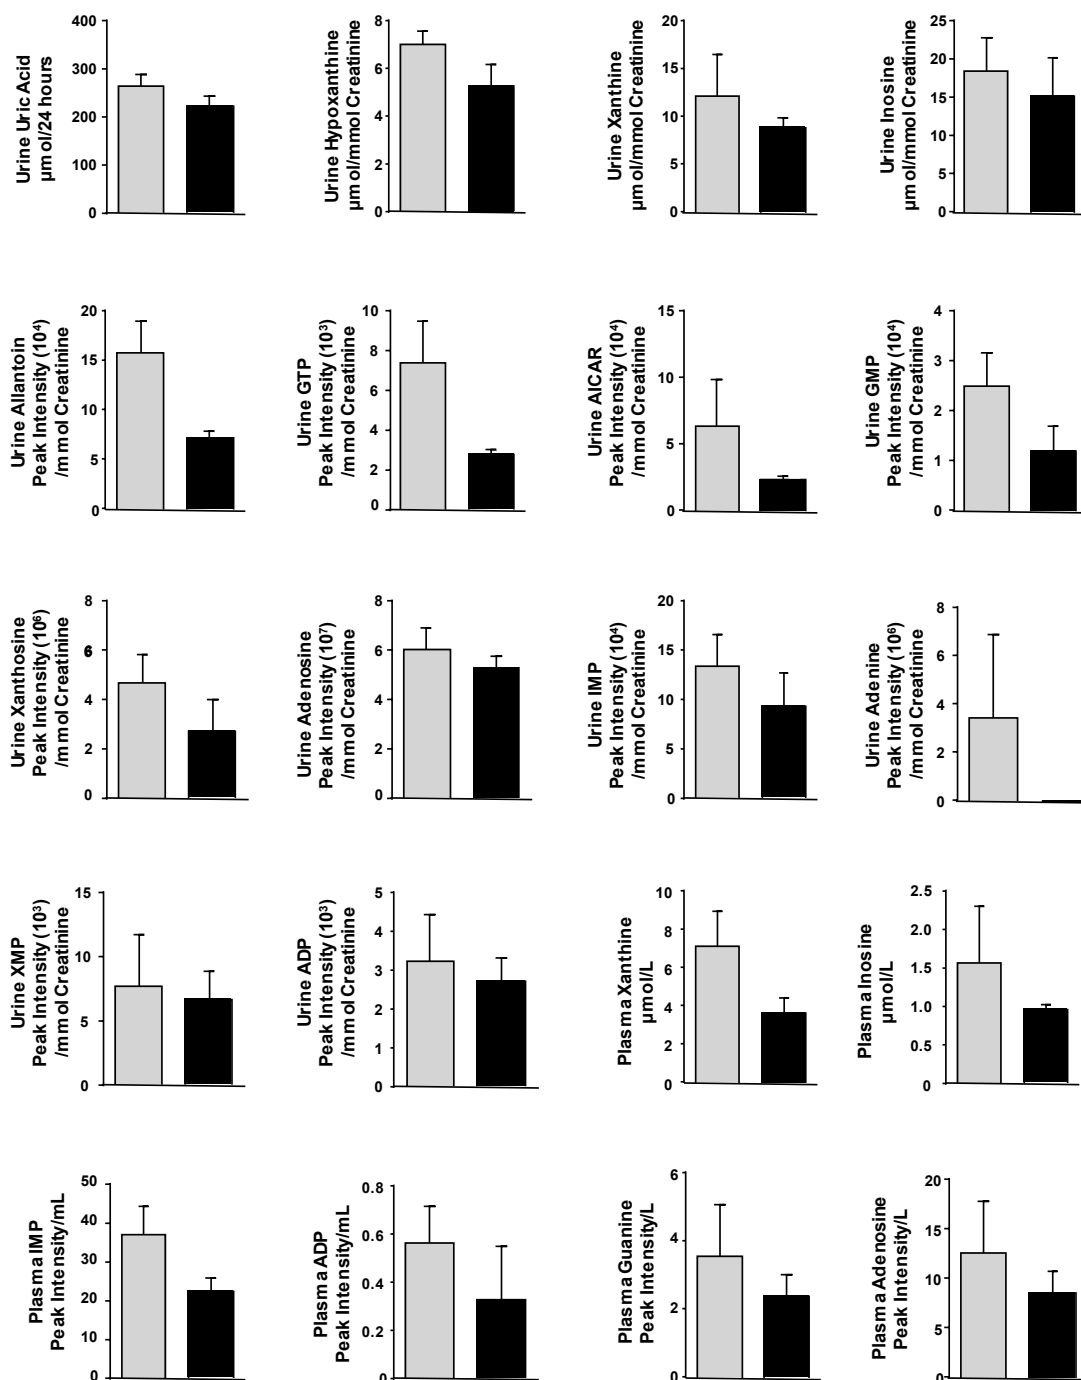 Urine Uric Acid
µmol/24 hours
400
300
200
100
0
Urine Hypoxanthine
µmol/mmol Creatinine
8
6
4
2
0
Urine Xanthine
µmol/mmol Creatinine
20
15
10
5
0
Urine Inosine
µmol/mmol Creatinine
25
20
15
10
5
0
Urine Allantoin
Peak Intensity (10⁴)
/mmol Creatinine
20
15
10
5
0
Urine GTP
Peak Intensity (10³)
/mmol Creatinine
10
8
6
4
2
0
Urine AICAR
Peak Intensity (10⁴)
/mmol Creatinine
15
10
5
0
Urine GMP
Peak Intensity (10⁴)
/mmol Creatinine
4
3
2
1
0
Urine Xanthosine
Peak Intensity (10⁶)
/mmol Creatinine
8
6
4
2
0
Urine Adenosine
Peak Intensity (10⁷)
/mmol Creatinine
8
6
4
2
0
Urine IMP
Peak Intensity (10⁴)
/mmol Creatinine
20
15
10
5
0
Urine Adenine
Peak Intensity (10⁶)
/mmol Creatinine
8
6
4
2
0
Urine XMP
Peak Intensity (10³)
/mmol Creatinine
15
10
5
0
Urine ADP
Peak Intensity (10³)
/mmol Creatinine
5
4
3
2
1
0
Plasma Xanthine
µmol/L
10
8
6
4
2
0
Plasma Inosine
µmol/L
2.5
2.0
1.5
1.0
0.5
0
Plasma IMP
Peak Intensity/mL
50
40
30
20
10
0
Plasma ADP
Peak Intensity/mL
0.8
0.6
0.4
0.2
0
Plasma Guanine
Peak Intensity/L
6
4
2
0
Plasma Adenosine
Peak Intensity/L
20
15
10
5
0